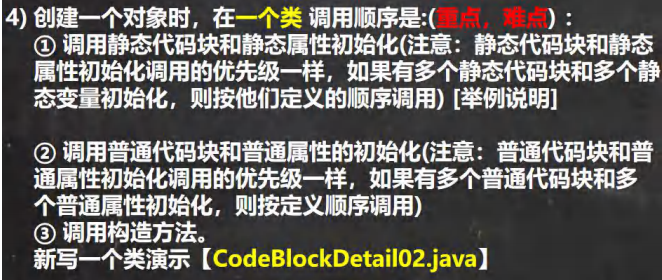 4) 创建一个对象时，在一个类 调用顺序是:(重点，难点) ：
① 调用静态代码块和静态属性初始化(注意：静态代码块和静态
属性初始化调用的优先级一样，如果有多个静态代码块和多个静
态变量初始化，则按他们定义的顺序调用) [举例说明]
② 调用普通代码块和普通属性的初始化(注意：普通代码块和普
通属性初始化调用的优先级一样，如果有多个普通代码块和多
个普通属性初始化，则按定义顺序调用)
③ 调用构造方法。
新写一个类演示【CodeBlockDetail02.java】